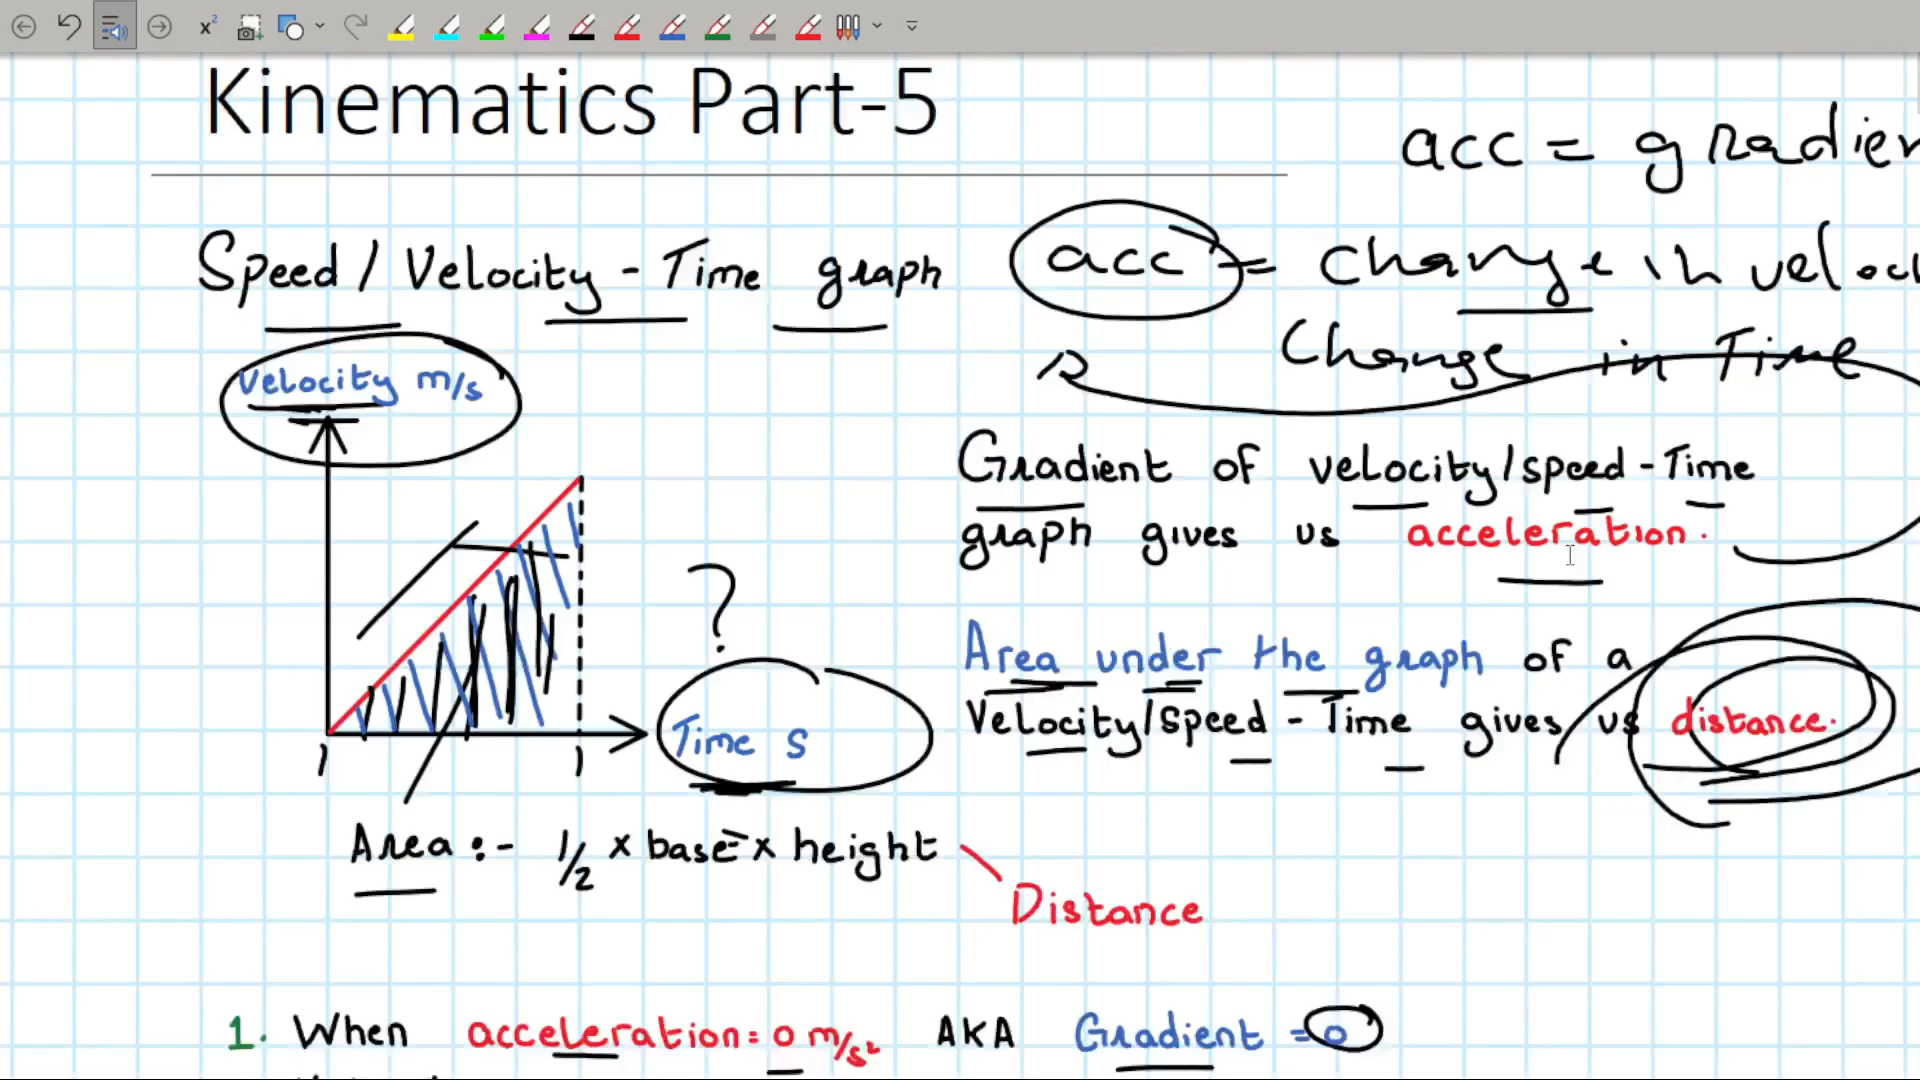 Kinematics Part-5
acc =
Speed / Velocity - Time graph
acc = Change in
Change in Time
Velocity m/s
Gradient of velocity/speed - Time
graph gives us acceleration.
?
Area under the graph of a
Velocity/Speed - Time gives us distance.
Time s
Area :- 1/2 x base x height
Distance
1. When acceleration = 0 m/s² AKA Gradient = 0